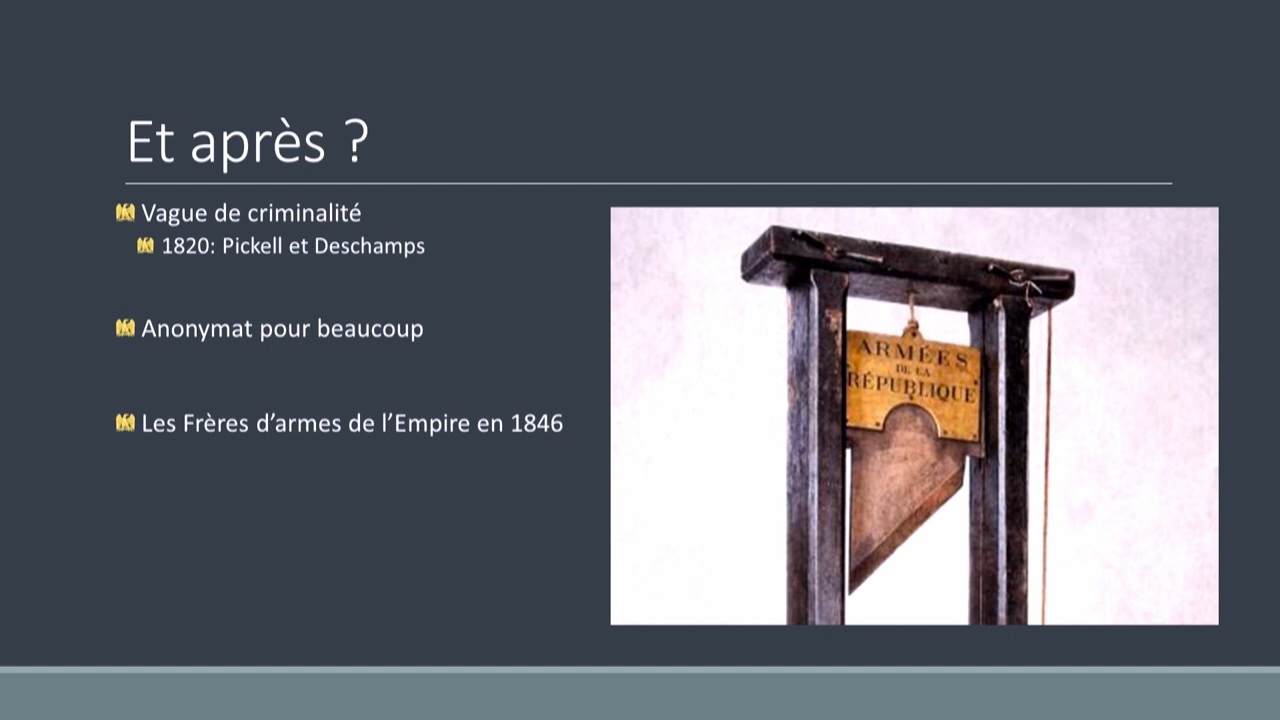 Et après ?
Vague de criminalité
1820: Pickell et Deschamps
Anonymat pour beaucoup
Les Frères d’armes de l’Empire en 1846
ARMÉES
DE LA
RÉPUBLIQUE